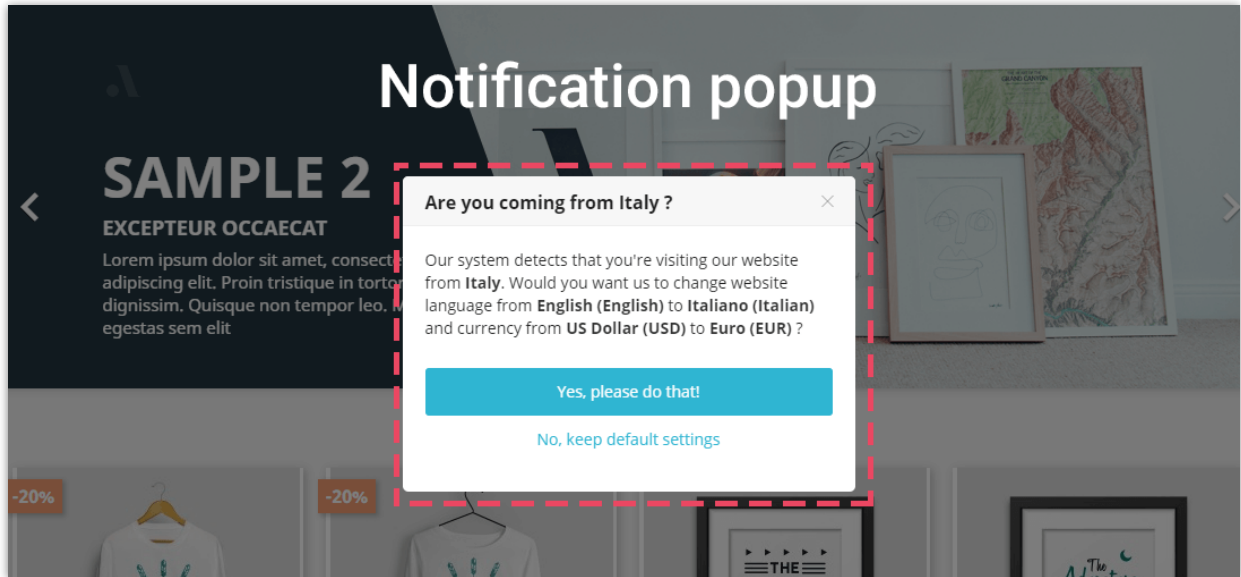 Notification popup
GRAND CANYON
SAMPLE 2
EXCEPTEUR OCCAECAT
Lorem ipsum dolor sit amet, consecte
adipiscing elit. Proin tristique in tortor
dignissim. Quisque non tempor leo.
egestas sem elit
Are you coming from Italy ?
Our system detects that you're visiting our website
from Italy. Would you want us to change website
language from English (English) to Italiano (Italian)
and currency from US Dollar (USD) to Euro (EUR) ?
Yes, please do that!
No, keep default settings
-20%
-20%
THE
The